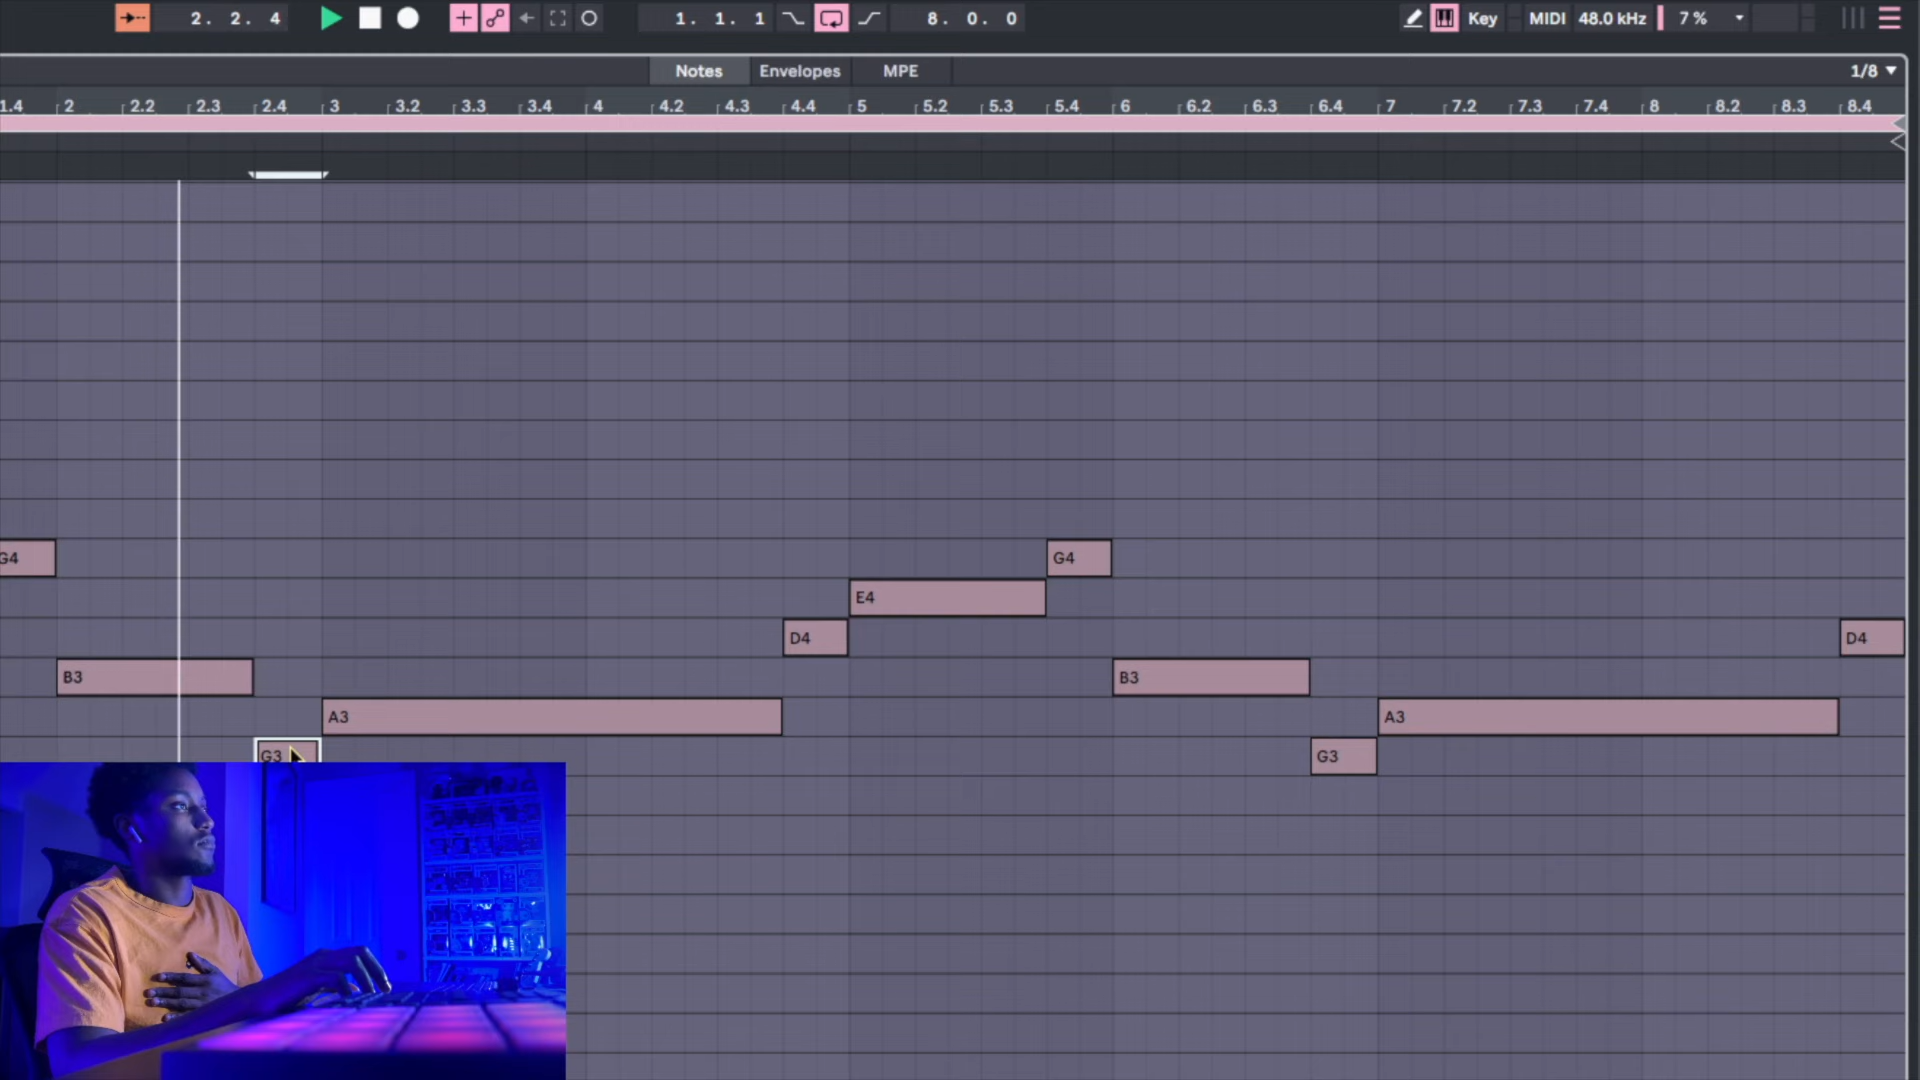 2. 2. 4 1. 1. 1 8. 0. 0 Key MIDI 48.0 kHz 7 %
Notes Envelopes MPE 1/8
1.4 2 2.2 2.3 2.4 3 3.2 3.3 3.4 4 4.2 4.3 4.4 5 5.2 5.3 5.4 6 6.2 6.3 6.4 7 7.2 7.3 7.4 8 8.2 8.3 8.4
G4 G4
E4
D4 D4
B3 B3
A3 A3
G3 G3